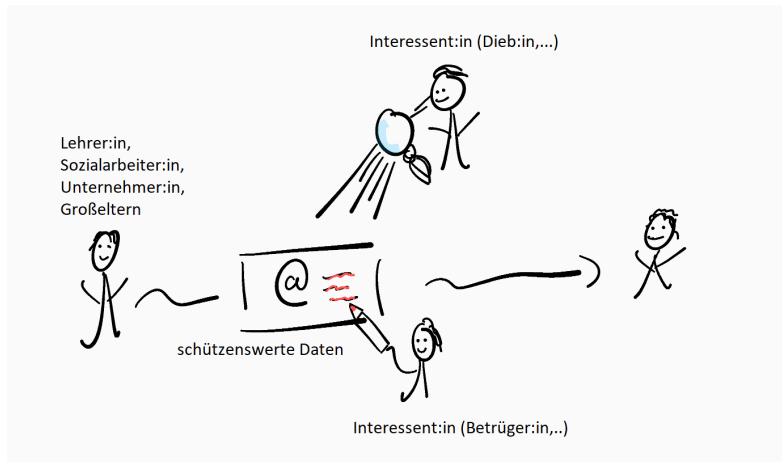 Interessent:in (Dieb:in,...)
Lehrer:in,
Sozialarbeiter:in,
Unternehmer:in,
Großeltern
@
schützenswerte Daten
Interessent:in (Betrüger:in,..)